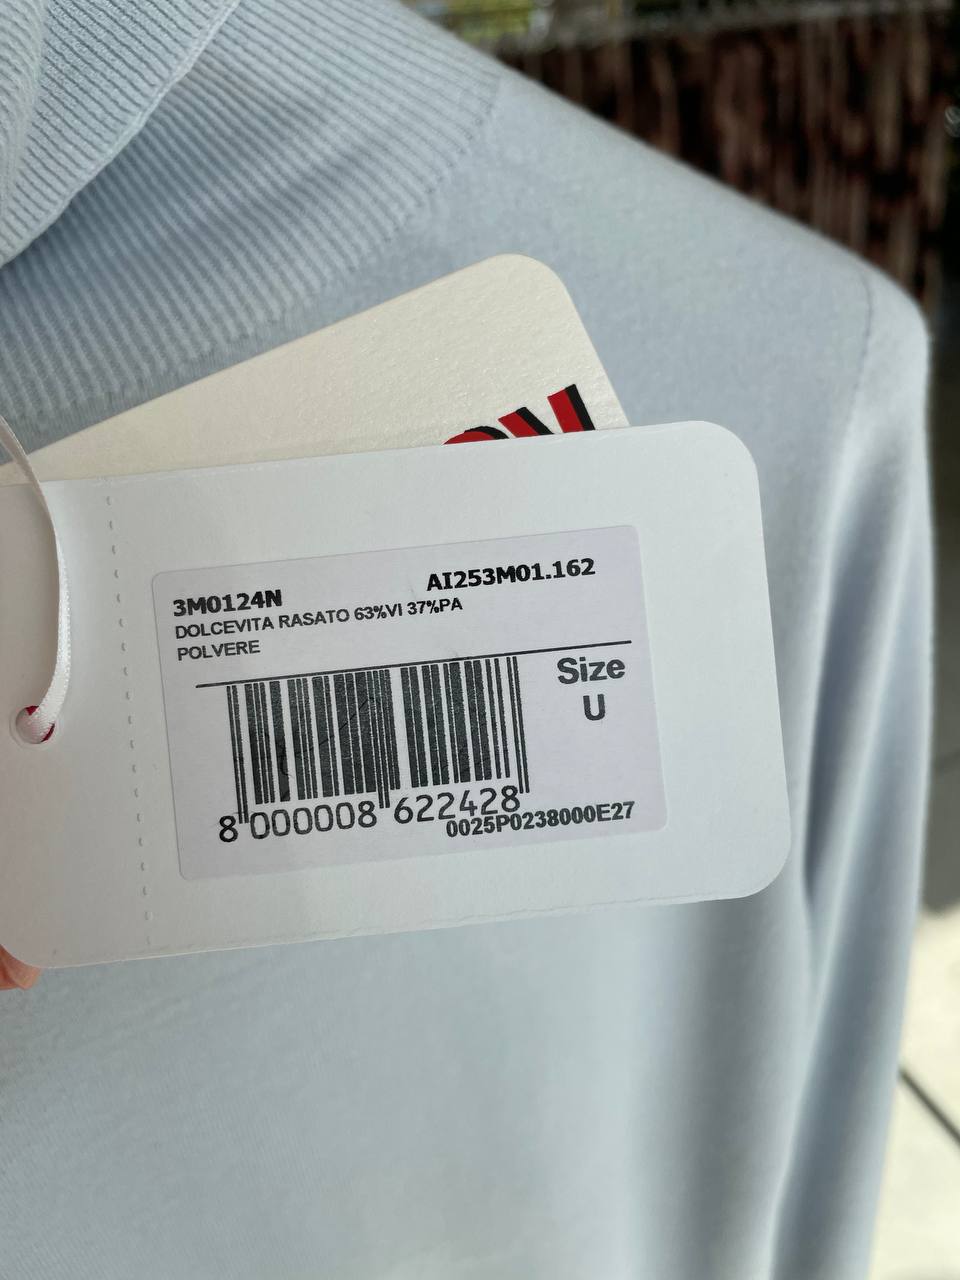 3M0124N AI253M01.162
DOLCEVITA RASATO 63%VI 37%PA
POLVERE
Size
U
8 000008 622428
0025P0238000E27